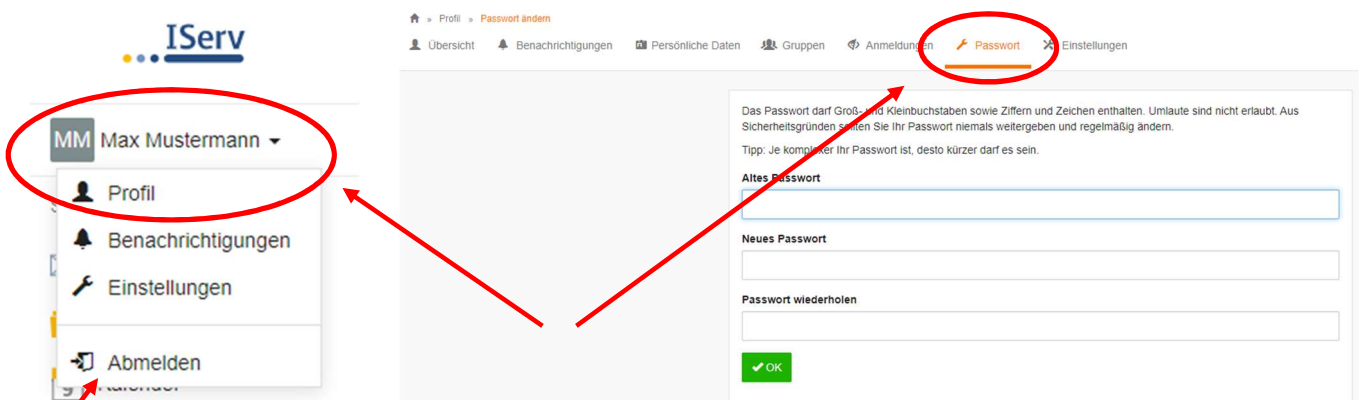 IServ
MM Max Mustermann
Profil
Benachrichtigungen
Einstellungen
Abmelden
» Profil » Passwort ändern
Übersicht Benachrichtigungen Persönliche Daten Gruppen Anmeldungen Passwort Einstellungen
Das Passwort darf Groß- und Kleinbuchstaben sowie Ziffern und Zeichen enthalten. Umlaute sind nicht erlaubt. Aus
Sicherheitsgründen sollten Sie Ihr Passwort niemals weitergeben und regelmäßig ändern.
Tipp: Je komplexer Ihr Passwort ist, desto kürzer darf es sein.
Altes Passwort
Neues Passwort
Passwort wiederholen
OK